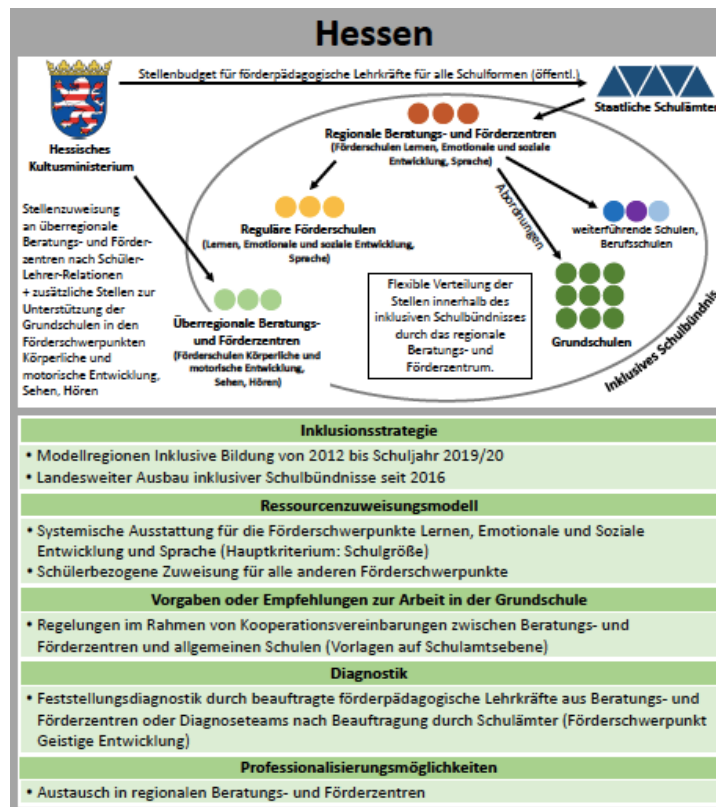 Hessen
Stellenbudget für förderpädagogische Lehrkräfte für alle Schulformen (öffentl.)
Staatliche Schulämter
Hessisches
Kultusministerium
Regionale Beratungs- und Förderzentren
(Förderschulen Lernen, Emotionale und soziale
Entwicklung, Sprache)
Abordnungen
Reguläre Förderschulen
(Lernen, Emotionale und soziale Entwicklung,
Sprache)
weiterführende Schulen,
Berufsschulen
Stellenzuweisung
an überregionale
Beratungs- und Förder-
zentren nach Schüler-
Lehrer-Relationen
+ zusätzliche Stellen zur
Unterstützung der
Grundschulen in den
Förderschwerpunkten
Körperliche und
motorische Entwicklung,
Sehen, Hören
Überregionale Beratungs-
und Förderzentren
(Förderschulen Körperliche und
motorische Entwicklung,
Sehen, Hören)
Flexible Verteilung der
Stellen innerhalb des
inklusiven Schulbündnisses
durch das regionale
Beratungs- und
Förderzentrum.
Grundschulen
Inklusives Schulbündnis
Inklusionsstrategie
• Modellregionen Inklusive Bildung von 2012 bis Schuljahr 2019/20
• Landesweiter Ausbau inklusiver Schulbündnisse seit 2016
Ressourcenzuweisungsmodell
• Systemische Ausstattung für die Förderschwerpunkte Lernen, Emotionale und Soziale
Entwicklung und Sprache (Hauptkriterium: Schulgröße)
• Schülerbezogene Zuweisung für alle anderen Förderschwerpunkte
Vorgaben oder Empfehlungen zur Arbeit in der Grundschule
• Regelungen im Rahmen von Kooperationsvereinbarungen zwischen Beratungs- und
Förderzentren und allgemeinen Schulen (Vorlagen auf Schulamtsebene)
Diagnostik
• Feststellungsdiagnostik durch beauftragte förderpädagogische Lehrkräfte aus Beratungs- und
Förderzentren oder Diagnoseteams nach Beauftragung durch Schulämter (Förderschwerpunkt
Geistige Entwicklung)
Professionalisierungsmöglichkeiten
• Austausch in regionalen Beratungs- und Förderzentren